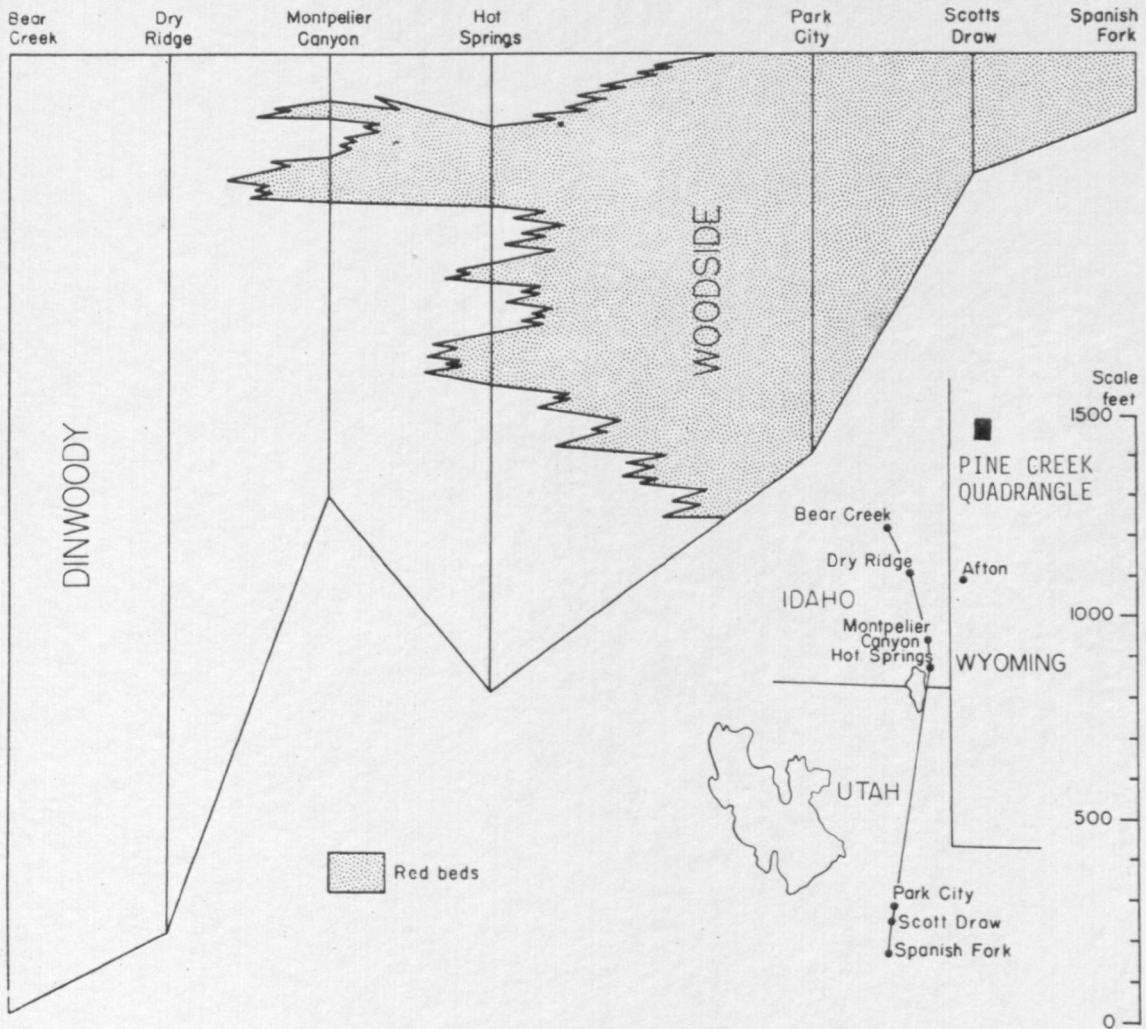 Bear
Creek
Dry
Ridge
Montpelier
Canyon
Hot
Springs
Park
City
Scotts
Draw
Spanish
Fork
WOODSIDE
DINWOODY
Scale
feet
1500
PINE CREEK
QUADRANGLE
Bear Creek
Dry Ridge
Afton
IDAHO
1000
Montpelier
Canyon
Hot Springs
WYOMING
UTAH
500
Red beds
Park City
Scott Draw
Spanish Fork
0